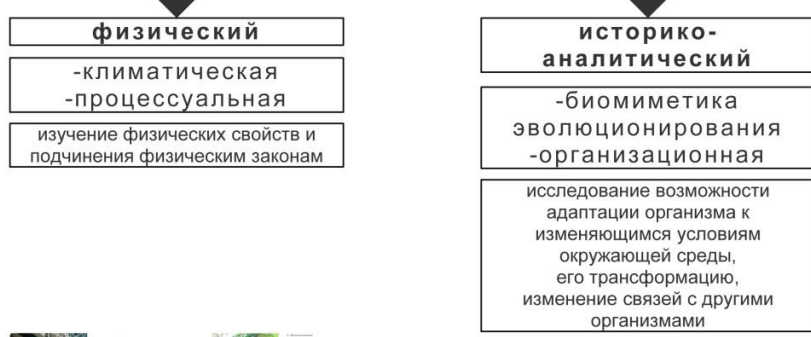 физический
-климатическая
-процессуальная
изучение физических свойств и
подчинения физическим законам
историко-
аналитический
-биомиметика
эволюционирования
-организационная
исследование возможности
адаптации организма к
изменяющимся условиям
окружающей среды,
его трансформацию,
изменение связей с другими
организмами